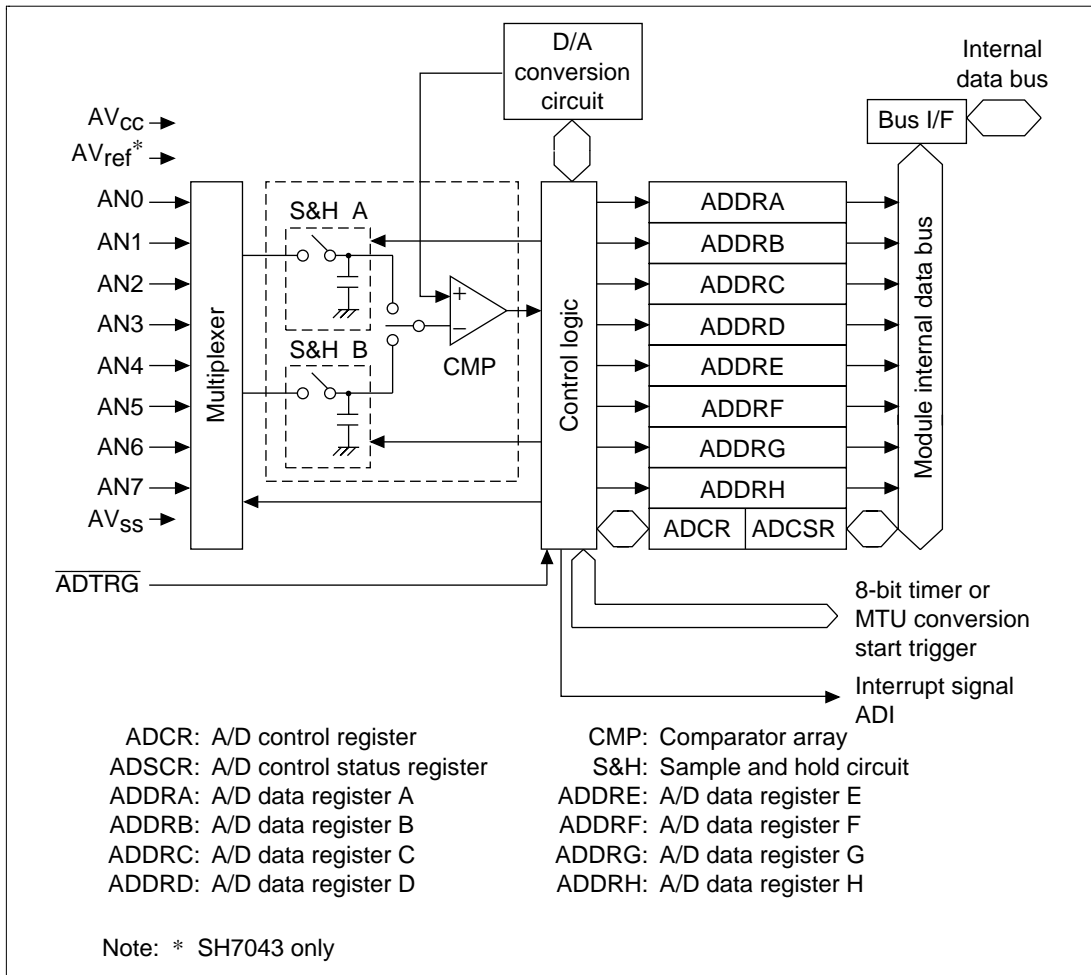 D/A
conversion
circuit
Internal
data bus
Bus I/F
AVcc
AVref*
AN0
AN1
AN2
AN3
AN4
AN5
AN6
AN7
AVss
ADTRG
Multiplexer
S&H A
S&H B
+
−
CMP
Control logic
ADDRA
ADDRB
ADDRC
ADDRD
ADDRE
ADDRF
ADDRG
ADDRH
ADCR
ADCSR
Module internal data bus
8-bit timer or
MTU conversion
start trigger
Interrupt signal
ADI
ADCR: A/D control register
ADSCR: A/D control status register
ADDRA: A/D data register A
ADDRB: A/D data register B
ADDRC: A/D data register C
ADDRD: A/D data register D
CMP: Comparator array
S&H: Sample and hold circuit
ADDRE: A/D data register E
ADDRF: A/D data register F
ADDRG: A/D data register G
ADDRH: A/D data register H
Note: * SH7043 only